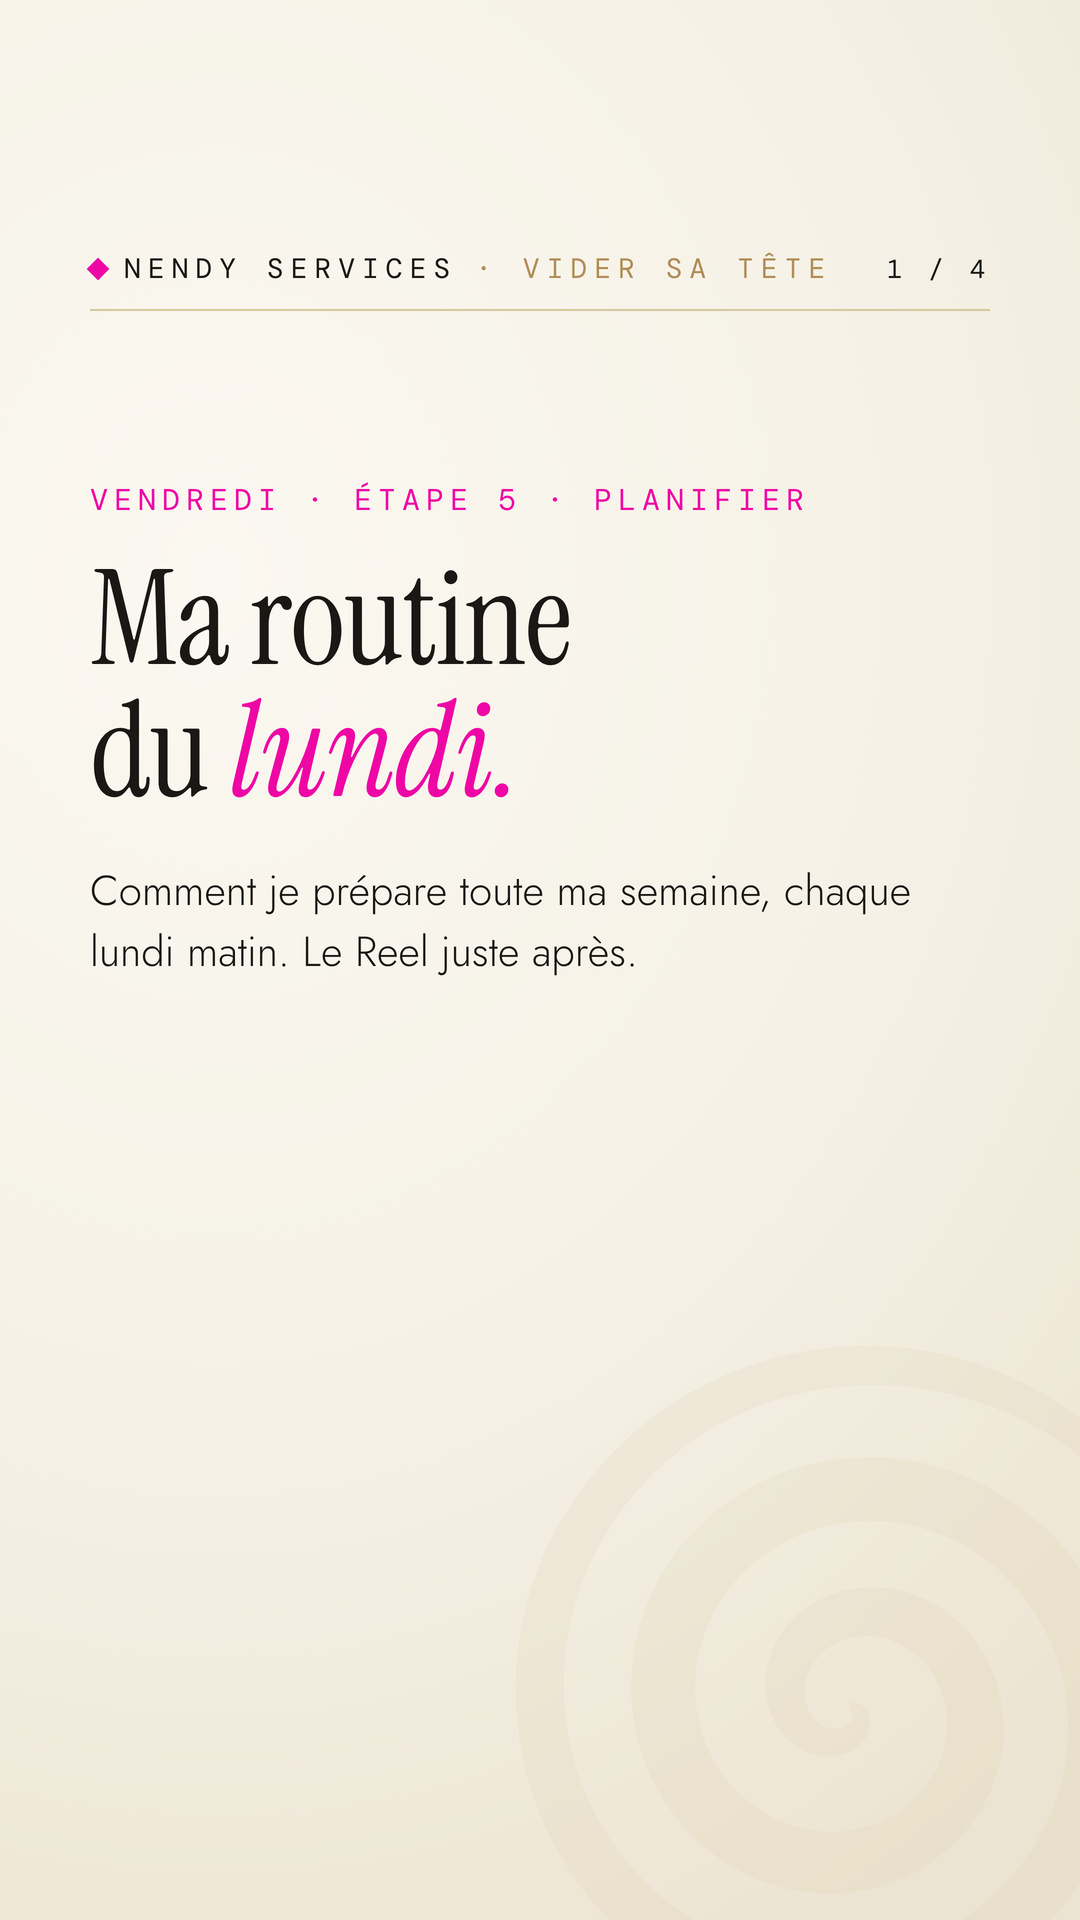 NENDY SERVICES · VIDER SA TÊTE 1 / 4
VENDREDI · ÉTAPE 5 · PLANIFIER
Ma routine
du lundi.
Comment je prépare toute ma semaine, chaque
lundi matin. Le Reel juste après.